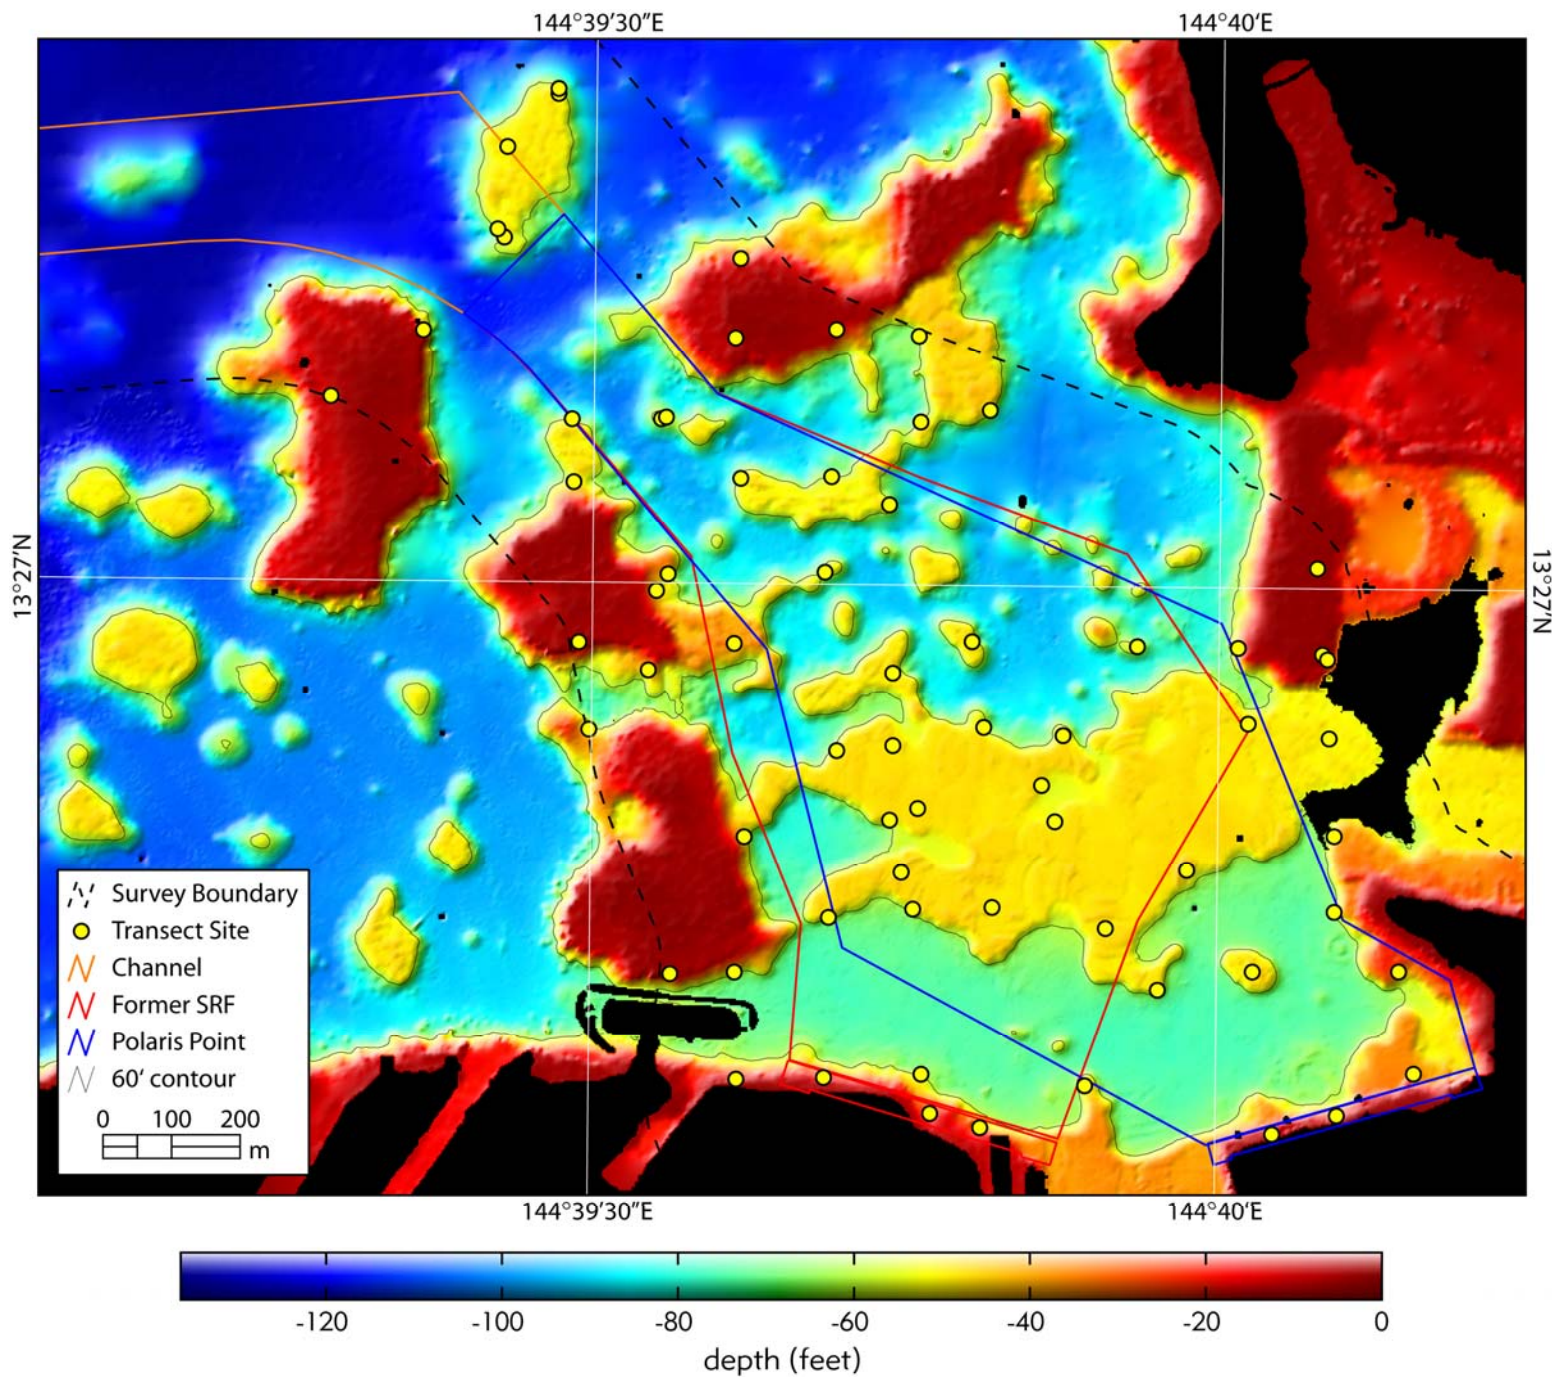 144°39'30"E 144°40'E
13°27'N
13°27'N
Survey Boundary
Transect Site
Channel
Former SRF
Polaris Point
60' contour
0 100 200
m
144°39'30"E 144°40'E
-120 -100 -80 -60 -40 -20 0
depth (feet)